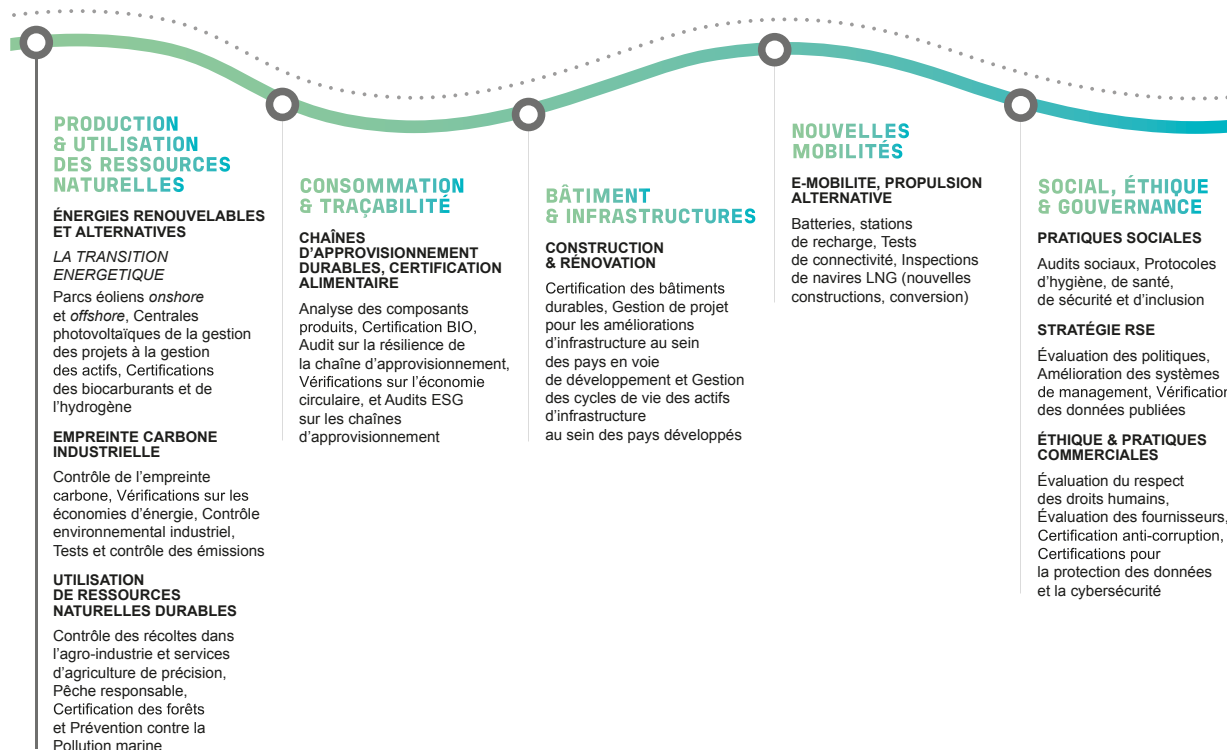 PRODUCTION
& UTILISATION
DES RESSOURCES
NATURELLES
ÉNERGIES RENOUVELABLES
ET ALTERNATIVES
LA TRANSITION
ENERGETIQUE
Parcs éoliens onshore
et offshore, Centrales
photovoltaïques de la gestion
des projets à la gestion
des actifs, Certifications
des biocarburants et de
l’hydrogène
EMPREINTE CARBONE
INDUSTRIELLE
Contrôle de l’empreinte
carbone, Vérifications sur les
économies d’énergie, Contrôle
environnemental industriel,
Tests et contrôle des émissions
UTILISATION
DE RESSOURCES
NATURELLES DURABLES
Contrôle des récoltes dans
l’agro-industrie et services
d’agriculture de précision,
Pêche responsable,
Certification des forêts
et Prévention contre la
Pollution marine
CONSOMMATION
& TRAÇABILITÉ
CHAÎNES
D’APPROVISIONNEMENT
DURABLES, CERTIFICATION
ALIMENTAIRE
Analyse des composants
produits, Certification BIO,
Audit sur la résilience de
la chaîne d’approvisionnement,
Vérifications sur l’économie
circulaire, et Audits ESG
sur les chaînes
d’approvisionnement
BÂTIMENT
& INFRASTRUCTURES
CONSTRUCTION
& RÉNOVATION
Certification des bâtiments
durables, Gestion de projet
pour les améliorations
d’infrastructure au sein
des pays en voie
de développement et Gestion
des cycles de vie des actifs
d’infrastructure
au sein des pays développés
NOUVELLES
MOBILITÉS
E-MOBILITE, PROPULSION
ALTERNATIVE
Batteries, stations
de recharge, Tests
de connectivité, Inspections
de navires LNG (nouvelles
constructions, conversion)
SOCIAL, ÉTHIQUE
& GOUVERNANCE
PRATIQUES SOCIALES
Audits sociaux, Protocoles
d’hygiène, de santé,
de sécurité et d’inclusion
STRATÉGIE RSE
Évaluation des politiques,
Amélioration des systèmes
de management, Vérification
des données publiées
ÉTHIQUE & PRATIQUES
COMMERCIALES
Évaluation du respect
des droits humains,
Évaluation des fournisseurs,
Certification anti-corruption,
Certifications pour
la protection des données
et la cybersécurité